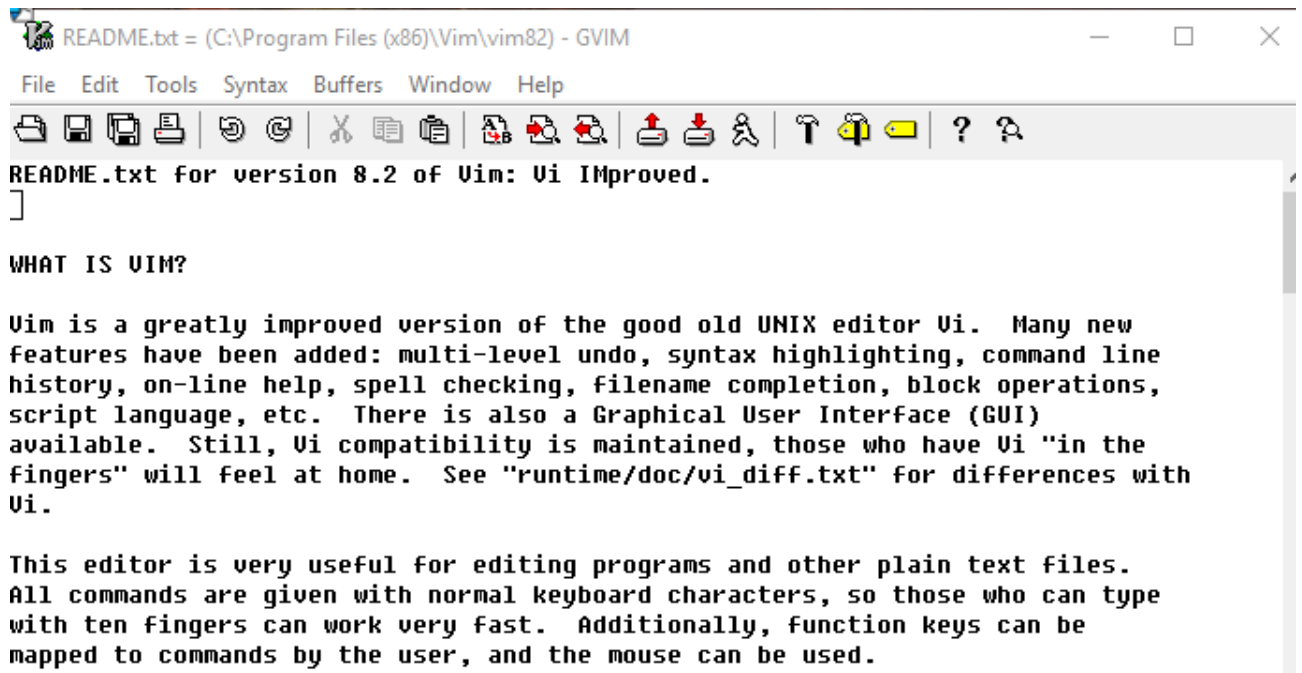 README.txt = (C:\Program Files (x86)\Vim\vim82) - GVIM
File Edit Tools Syntax Buffers Window Help
README.txt for version 8.2 of Vim: Vi IMproved.
WHAT IS VIM?
Vim is a greatly improved version of the good old UNIX editor Vi.  Many new
features have been added: multi-level undo, syntax highlighting, command line
history, on-line help, spell checking, filename completion, block operations,
script language, etc.  There is also a Graphical User Interface (GUI)
available.  Still, Vi compatibility is maintained, those who have Vi "in the
fingers" will feel at home.  See "runtime/doc/vi_diff.txt" for differences with
Vi.
This editor is very useful for editing programs and other plain text files.
All commands are given with normal keyboard characters, so those who can type
with ten fingers can work very fast.  Additionally, function keys can be
mapped to commands by the user, and the mouse can be used.